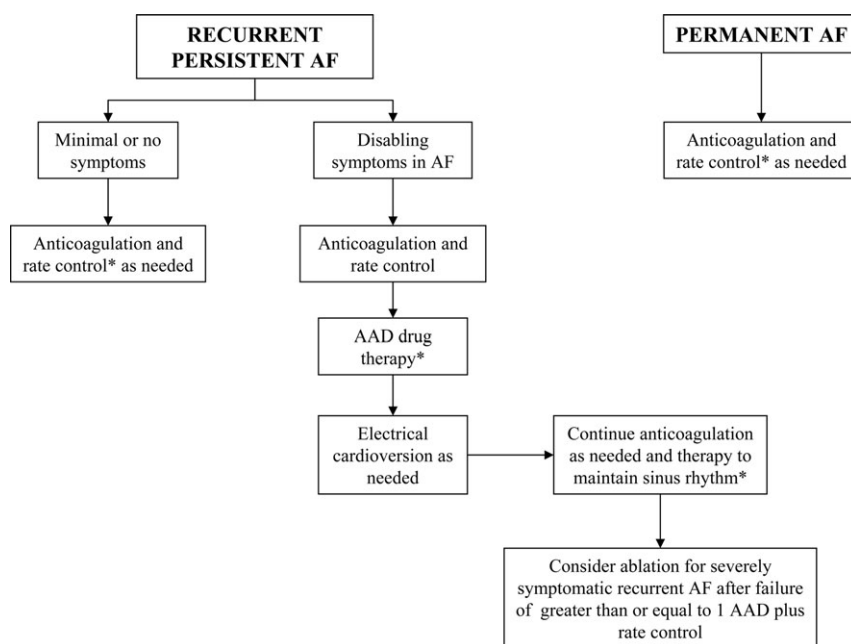 RECURRENT
PERSISTENT AF
PERMANENT AF
Minimal or no
symptoms
Disabling
symptoms in AF
Anticoagulation and
rate control* as needed
Anticoagulation and
rate control* as needed
Anticoagulation and
rate control
AAD drug
therapy*
Electrical
cardioversion as
needed
Continue anticoagulation
as needed and therapy to
maintain sinus rhythm*
Consider ablation for severely
symptomatic recurrent AF after failure
of greater than or equal to 1 AAD plus
rate control